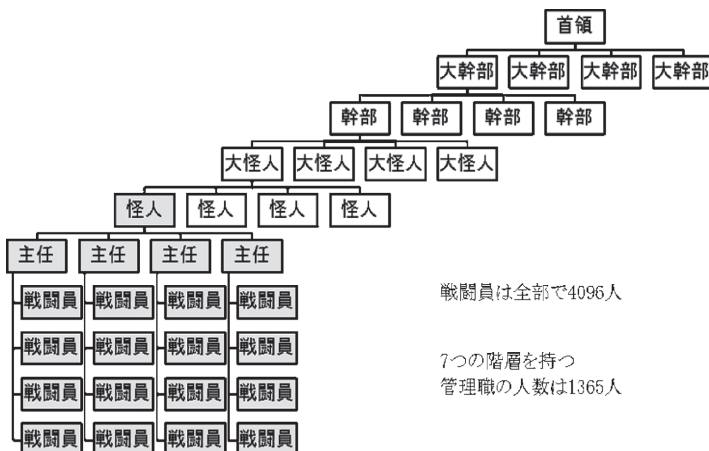 首領
大幹部 大幹部 大幹部 大幹部
幹部 幹部 幹部 幹部
大怪人 大怪人 大怪人 大怪人
怪人 怪人 怪人 怪人
主任 主任 主任 主任
戦闘員 戦闘員 戦闘員 戦闘員
戦闘員 戦闘員 戦闘員 戦闘員
戦闘員 戦闘員 戦闘員 戦闘員
戦闘員 戦闘員 戦闘員 戦闘員
戦闘員は全部で4096人
7つの階層を持つ
管理職の人数は1365人